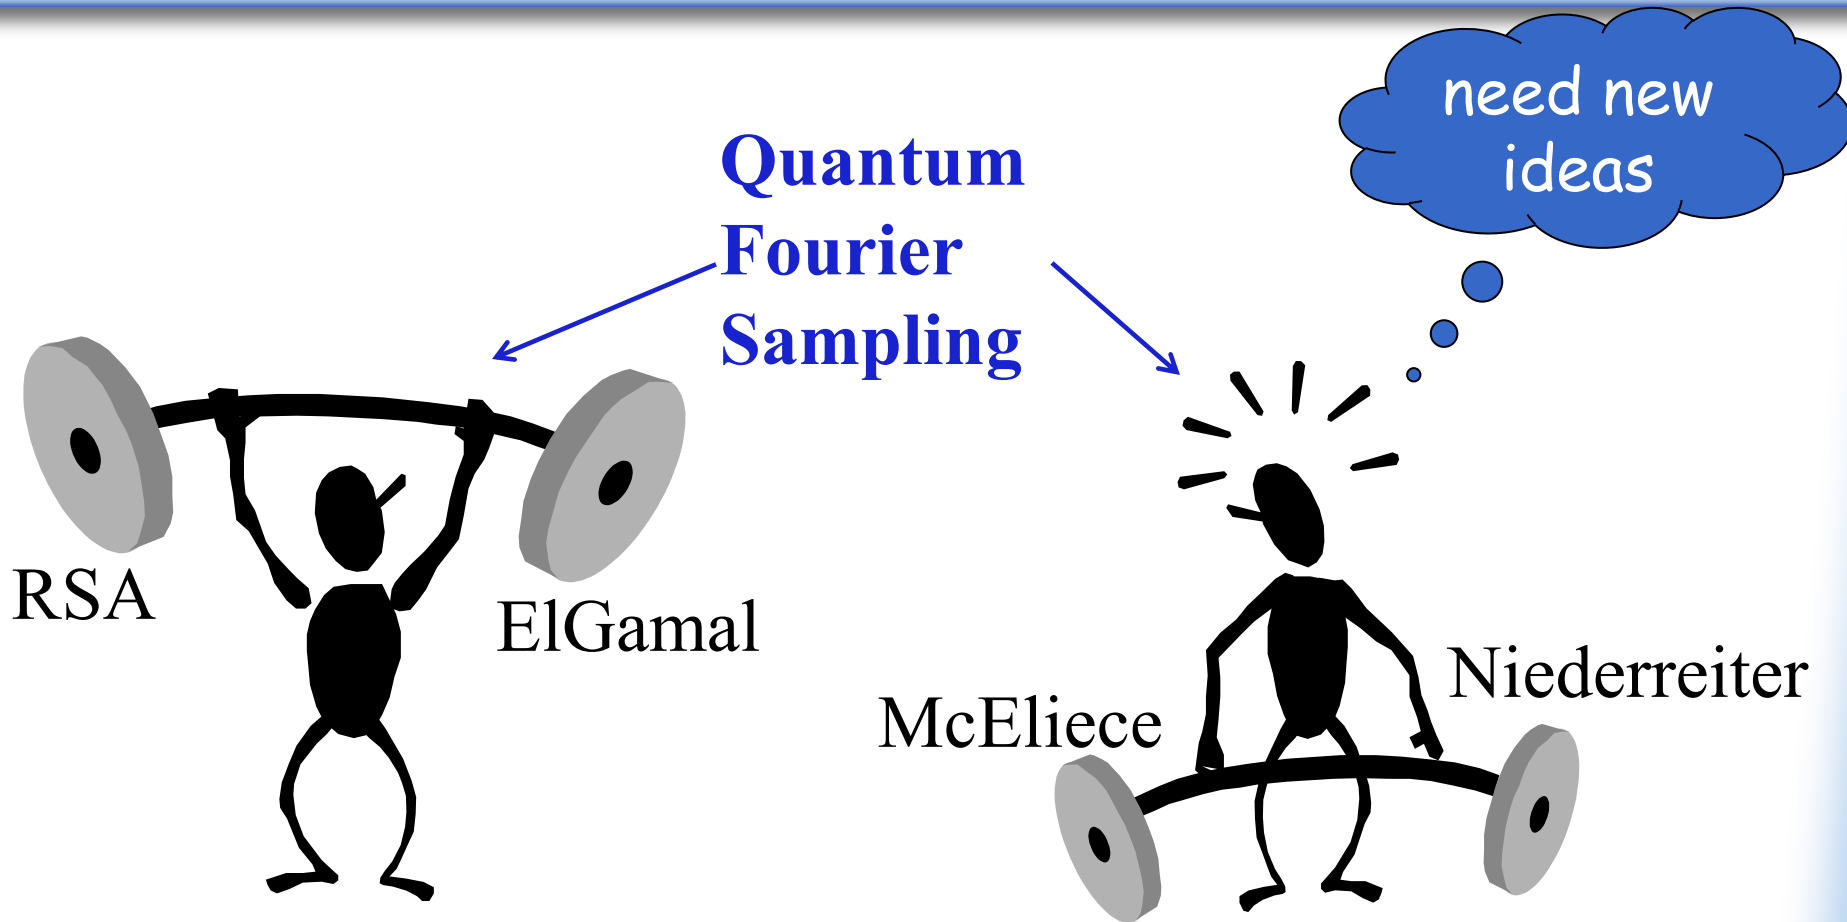 need new
ideas
Quantum
Fourier
Sampling
RSA
ElGamal
McEliece
Niederreiter